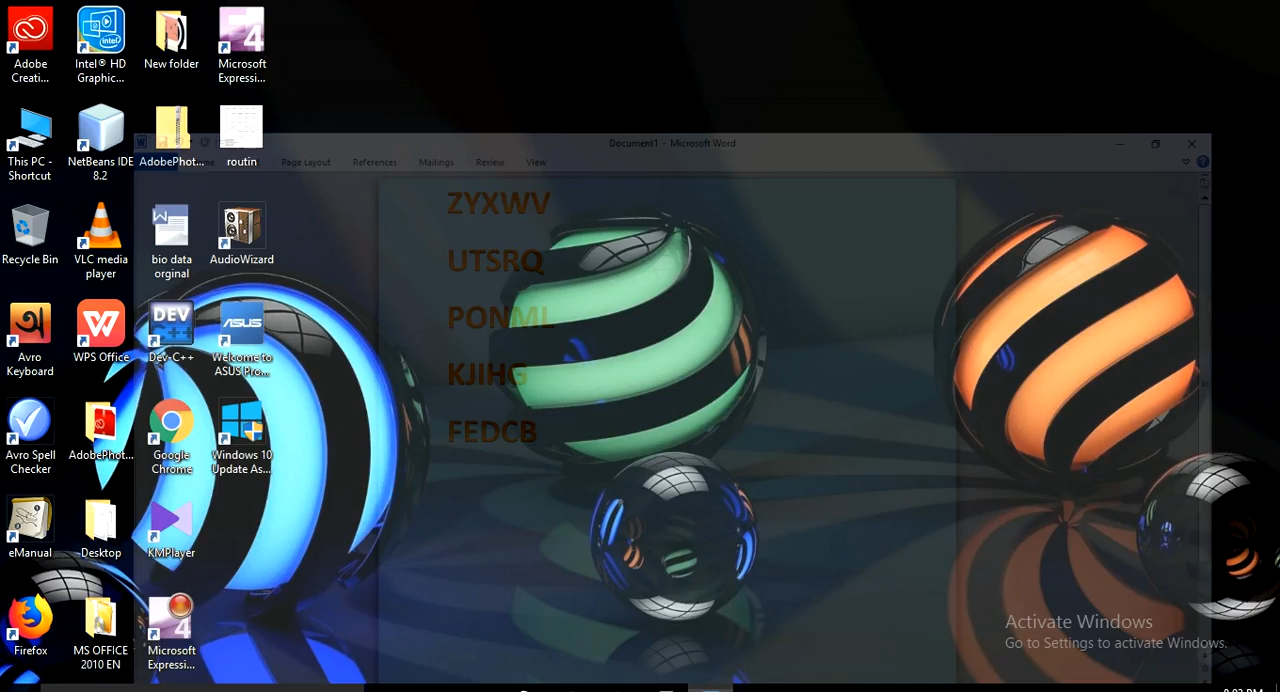 Adobe Creati...
Intel® HD Graphic...
New folder
Microsoft Expressi...
This PC - Shortcut
NetBeans IDE 8.2
AdobePhot...
routin
Document1 - Microsoft Word
Page Layout
References
Mailings
Review
View
Recycle Bin
VLC media player
bio data orginal
AudioWizard
ZYXWV
UTSRQ
PONML
KJIHG
FEDCB
Avro Keyboard
WPS Office
DEV C++
Dev-C++
ASUS
Welcome to ASUS Pro...
Avro Spell Checker
AdobePhot...
Google Chrome
Windows 10 Update As...
eManual
Desktop
KMPlayer
Firefox
MS OFFICE 2010 EN
Microsoft Expressi...
Activate Windows
Go to Settings to activate Windows.